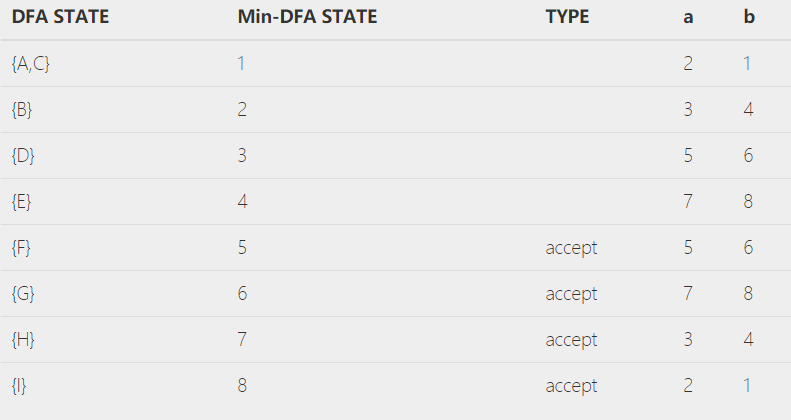 DFA STATE Min-DFA STATE TYPE a b
{A,C} 1 2 1
{B} 2 3 4
{D} 3 5 6
{E} 4 7 8
{F} 5 accept 5 6
{G} 6 accept 7 8
{H} 7 accept 3 4
{I} 8 accept 2 1